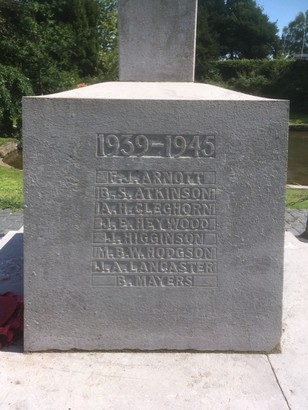 1939-1945
F.J. ARNOTT
B.S. ATKINSON
A.H. CLEGHORN
J.E. HEYWOOD
J. HIGGINSON
M.B.W. HODGSON
J.A. LANCASTER
B. MAYERS